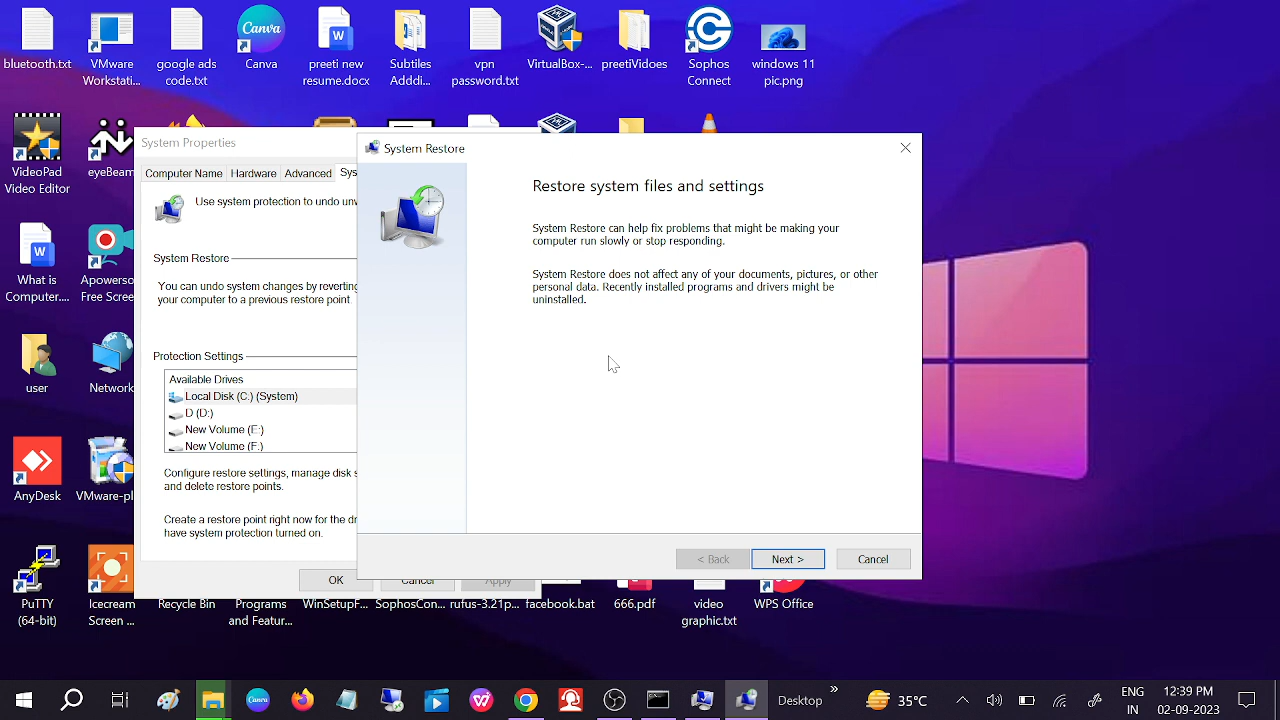 bluetooth.txt
VMware
Workstati...
google ads
code.txt
Canva
Canva
preeti new
resume.docx
Subtiles
Adddi...
vpn
password.txt
VirtualBox-...
preetiVidoes
Sophos
Connect
windows 11
pic.png
VideoPad
Video Editor
eyeBeam
What is
Computer....
Apowerso
Free Scree
user
Network
AnyDesk
VMware-pl
PuTTY
(64-bit)
Icecream
Screen ...
Recycle Bin
Programs
and Featur...
WinSetupF...
SophosCon...
rufus-3.21p...
facebook.bat
666.pdf
video
graphic.txt
WPS Office
System Properties
Computer Name
Hardware
Advanced
Sys
Use system protection to undo unw
System Restore
You can undo system changes by reverting
your computer to a previous restore point
Protection Settings
Available Drives
Local Disk (C:) (System)
D (D:)
New Volume (E:)
New Volume (F:)
Configure restore settings, manage disk s
and delete restore points.
Create a restore point right now for the dr
have system protection turned on.
OK
Cancel
Apply
System Restore
Restore system files and settings
System Restore can help fix problems that might be making your
computer run slowly or stop responding.
System Restore does not affect any of your documents, pictures, or other
personal data. Recently installed programs and drivers might be
uninstalled.
< Back
Next >
Cancel
Canva
Desktop
»
35°C
ENG
IN
02-09-2023